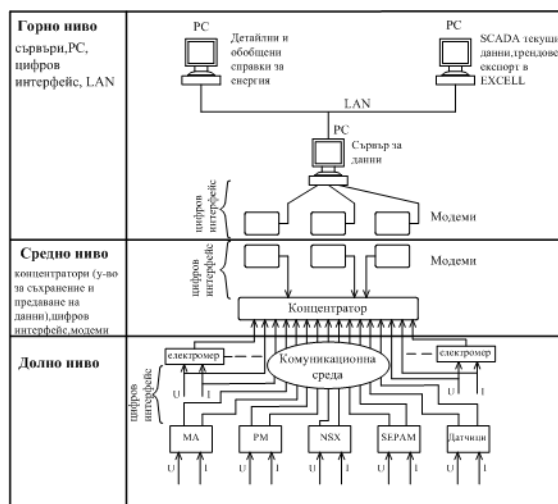 Горно ниво
сървъри,PC,
цифров
интерфейс, LAN
PC
Детайлни и
обобщени
справки за
енергия
PC
SCADA текущи
данни,трендове
експорт в
EXCELL
LAN
PC
Сървър за
данни
цифров
интерфейс
Модеми
Средно ниво
концентратори (у-во
за съхранение и
предаване на
данни),цифров
интерфейс,модеми
цифров
интерфейс
Модеми
Концентратор
Долно ниво
електромер
Комуникационна
среда
електромер
U I
U I
цифров
интерфейс
МА
РМ
NSX
SEPAM
Датчици
U I
U I
U I
U I
U I